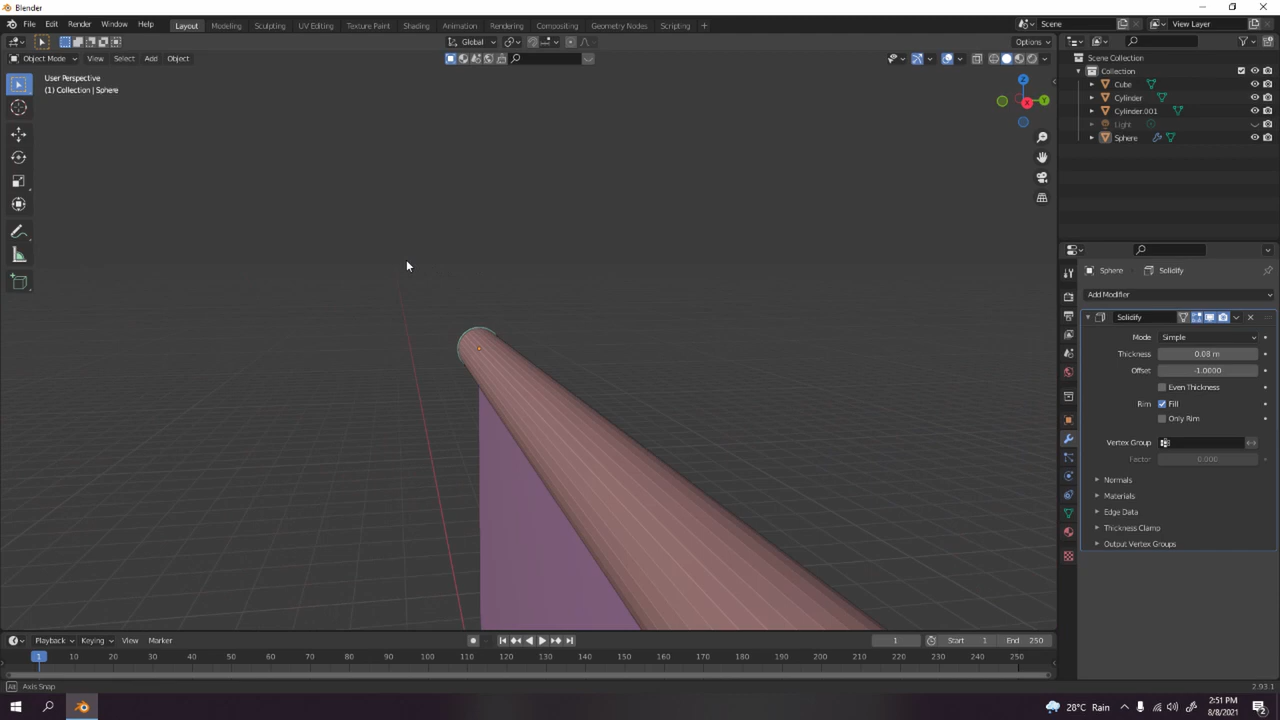 Blender
File Edit Render Window Help Layout Modeling Sculpting UV Editing Texture Paint Shading Animation Rendering Compositing Geometry Nodes Scripting + Scene View Layer
Global Options
Object Mode View Select Add Object
User Perspective
(1) Collection | Sphere
Scene Collection
Collection
Cube
Cylinder
Cylinder.001
Light
Sphere
Z
Y
X
Sphere Solidify
Add Modifier
Solidify
Mode Simple
Thickness 0.08 m
Offset -1.0000
Even Thickness
Rim Fill
Only Rim
Vertex Group
Factor 0.000
Normals
Materials
Edge Data
Thickness Clamp
Output Vertex Groups
Playback Keying View Marker 1 Start 1 End 250
1 10 20 30 40 50 60 70 80 90 100 110 120 130 140 150 160 170 180 190 200 210 220 230 240 250
Alt Axis Snap 2.93.1
28°C Rain 2:51 PM
8/8/2021
2